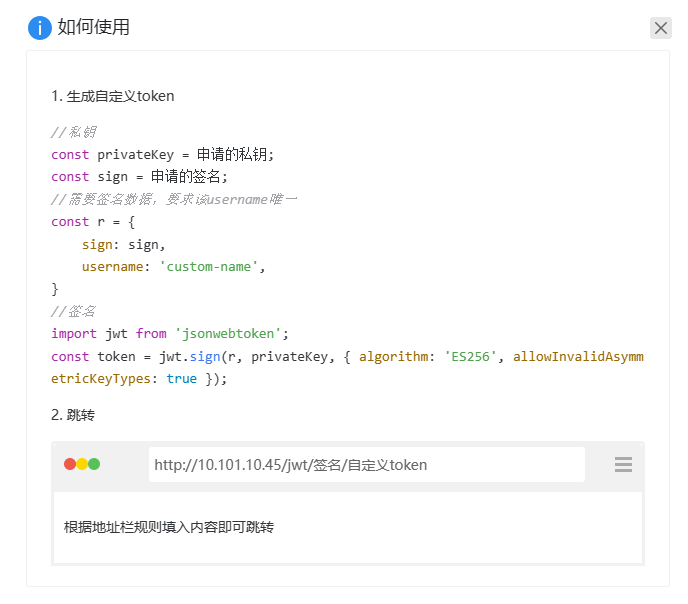 如何使用
1. 生成自定义token
//私钥
const privateKey = 申请的私钥;
const sign = 申请的签名;
//需要签名数据，要求该username唯一
const r = {
    sign: sign,
    username: 'custom-name',
}
//签名
import jwt from 'jsonwebtoken';
const token = jwt.sign(r, privateKey, { algorithm: 'ES256', allowInvalidAsymm
etricKeyTypes: true });
2. 跳转
http://10.101.10.45/jwt/签名/自定义token
根据地址栏规则填入内容即可跳转